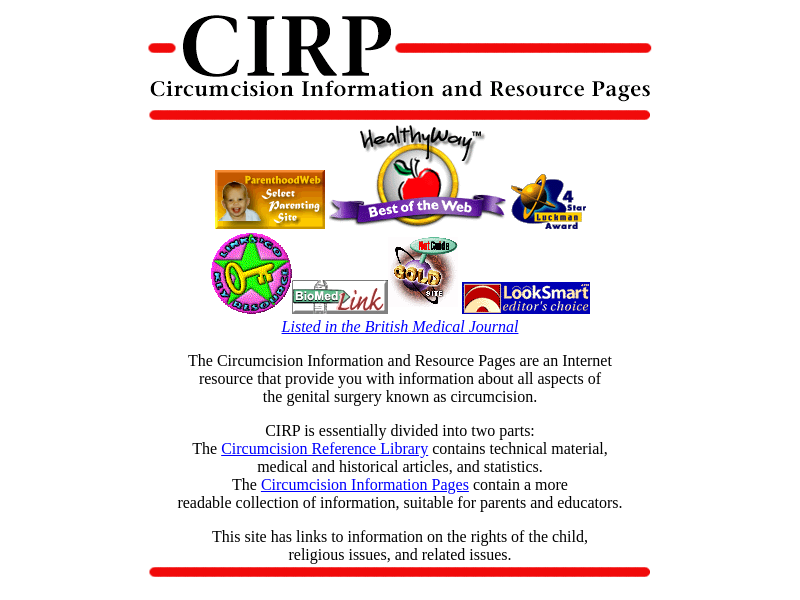 CIRP
Circumcision Information and Resource Pages
HealthyWay™
Best of the Web
ParenthoodWeb
Select
Parenting
Site
4
Star
Luckman
Award
LINKS2GO
KEY RESOURCE
BioMed
Link
NetGuide
GOLD
SITE
LookSmart
editor's choice
Listed in the British Medical Journal
The Circumcision Information and Resource Pages are an Internet
resource that provide you with information about all aspects of
the genital surgery known as circumcision.
CIRP is essentially divided into two parts:
The Circumcision Reference Library contains technical material,
medical and historical articles, and statistics.
The Circumcision Information Pages contain a more
readable collection of information, suitable for parents and educators.
This site has links to information on the rights of the child,
religious issues, and related issues.